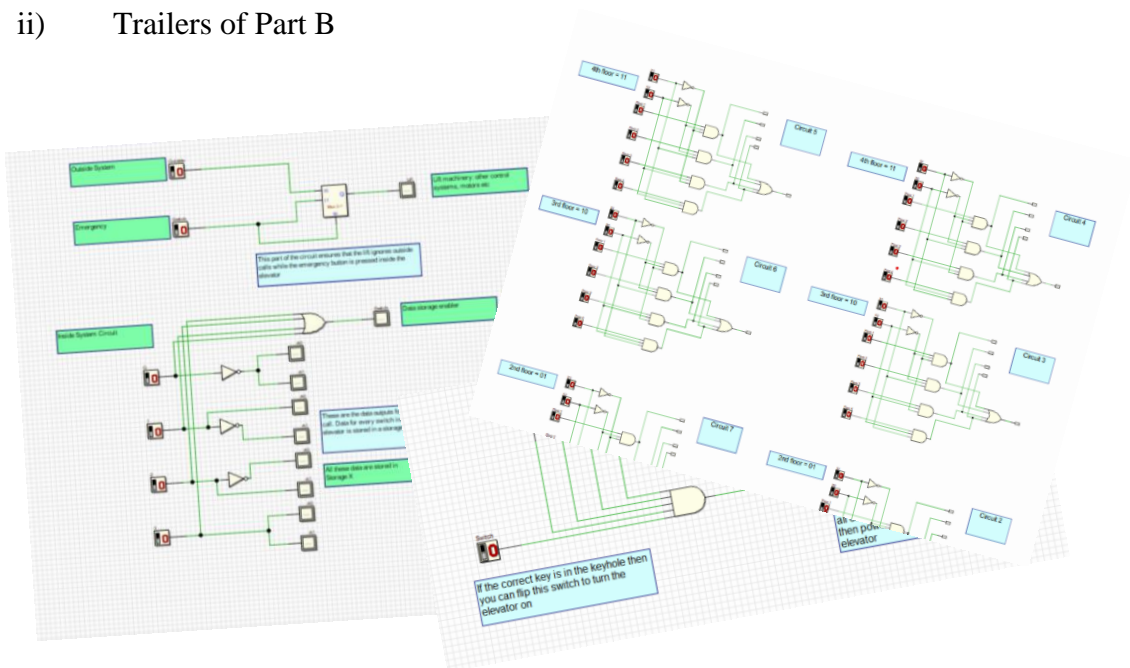 ii) Trailers of Part B
Outside System
Emergency
Lift machinery: other control
systems, motors etc
This part of the circuit ensures that the lift ignores outside
calls while the emergency button is pressed inside the
elevator
Data storage enabler
Inside System Circuit
These are the data outputs
call. Data for every switch in
elevator is stored in a storage
All these data are stored in
Storage X
Switch
If the correct key is in the keyhole then
you can flip this switch to turn the
elevator on
then
elevator
4th floor = 11
Circuit 5
3rd floor = 10
Circuit 6
2nd floor = 01
Circuit 7
4th floor = 11
Circuit 4
3rd floor = 10
Circuit 3
2nd floor = 01
Circuit 2